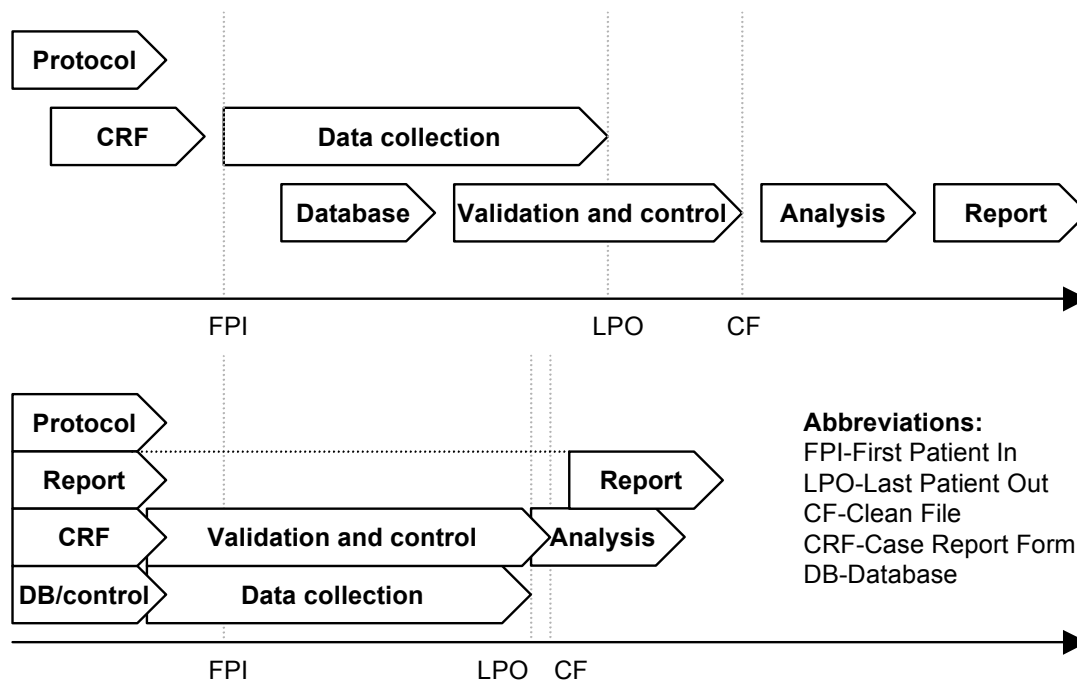 Protocol
CRF
Data collection
Database
Validation and control
Analysis
Report
FPI
LPO
CF
Protocol
Report
Report
CRF
Validation and control
Analysis
DB/control
Data collection
FPI
LPO
CF
Abbreviations:
FPI-First Patient In
LPO-Last Patient Out
CF-Clean File
CRF-Case Report Form
DB-Database